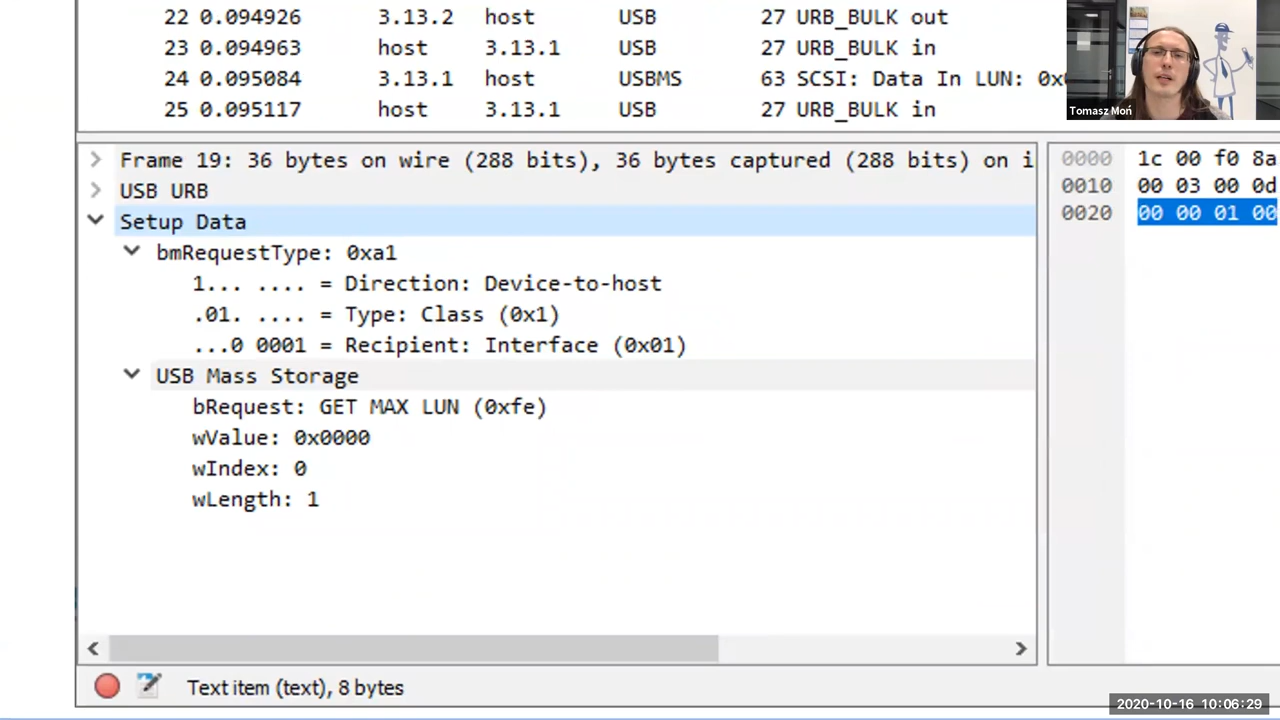 22 0.094926 3.13.2 host USB 27 URB_BULK out
23 0.094963 host 3.13.1 USB 27 URB_BULK in
24 0.095084 3.13.1 host USBMS 63 SCSI: Data In LUN:
25 0.095117 host 3.13.1 USB 27 URB_BULK in
Tomasz Moń
Frame 19: 36 bytes on wire (288 bits), 36 bytes captured (288 bits) on
USB URB
Setup Data
bmRequestType: 0xa1
1... .... = Direction: Device-to-host
.01. .... = Type: Class (0x1)
...0 0001 = Recipient: Interface (0x01)
USB Mass Storage
bRequest: GET MAX LUN (0xfe)
wValue: 0x0000
wIndex: 0
wLength: 1
0000 1c 00 f0 8a
0010 00 03 00 0d
0020 00 00 01 00
Text item (text), 8 bytes
2020-10-16 10:06:29